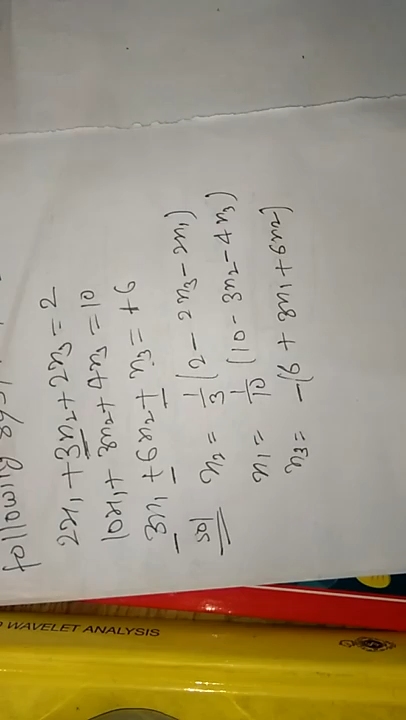 following
2x₁ + 3x₂ + 2x₃ = 2
10x₁ + 3x₂ + 4x₃ = 10
3x₁ + 6x₂ + x₃ = +6
sol x₂ = 1/3 (2 - 2x₃ - 2x₁)
x₁ = 1/10 (10 - 3x₂ - 4x₃)
x₃ = -(6 + 3x₁ + 6x₂)
WAVELET ANALYSIS